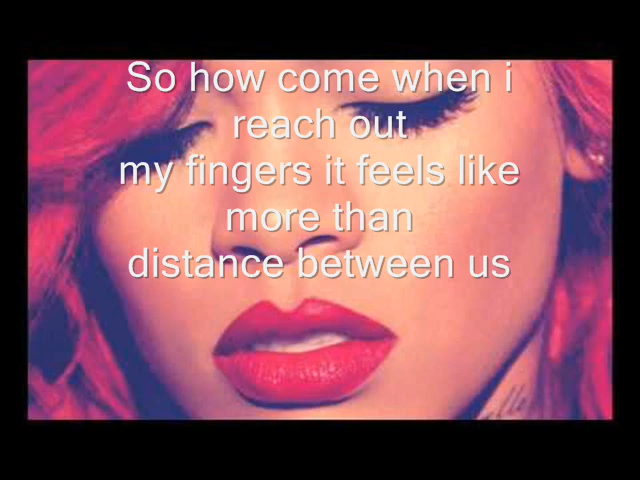 So how come when i
reach out
my fingers it feels like
more than
distance between us